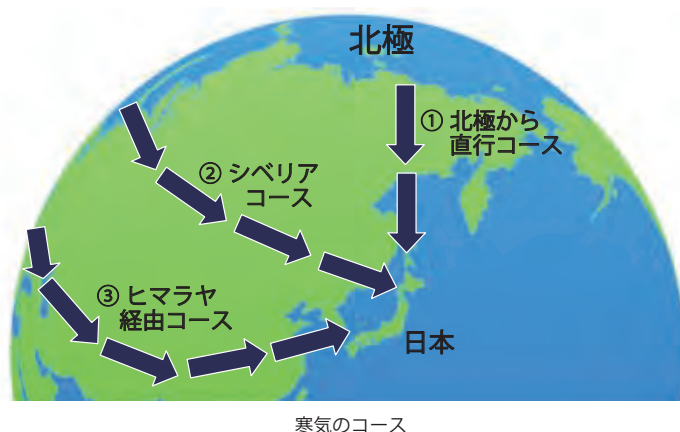 北極
① 北極から
直行コース
② シベリア
コース
③ ヒマラヤ
経由コース
日本
寒気のコース